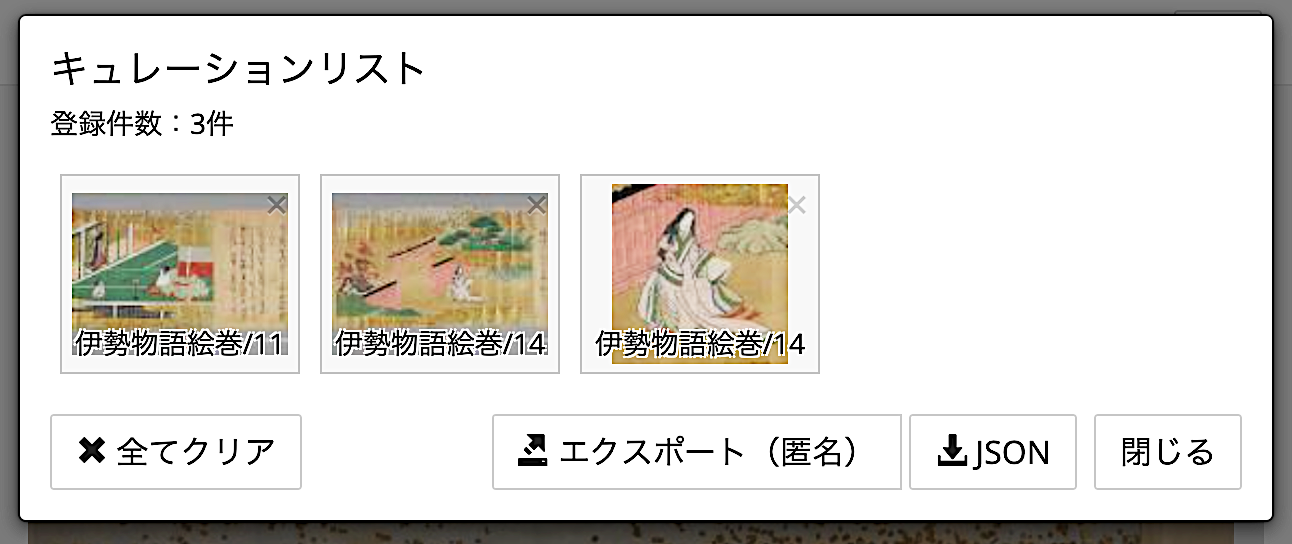 キュレーションリスト
登録件数：3件
伊勢物語絵巻/11
伊勢物語絵巻/14
伊勢物語絵巻/14
全てクリア
エクスポート（匿名）
JSON
閉じる